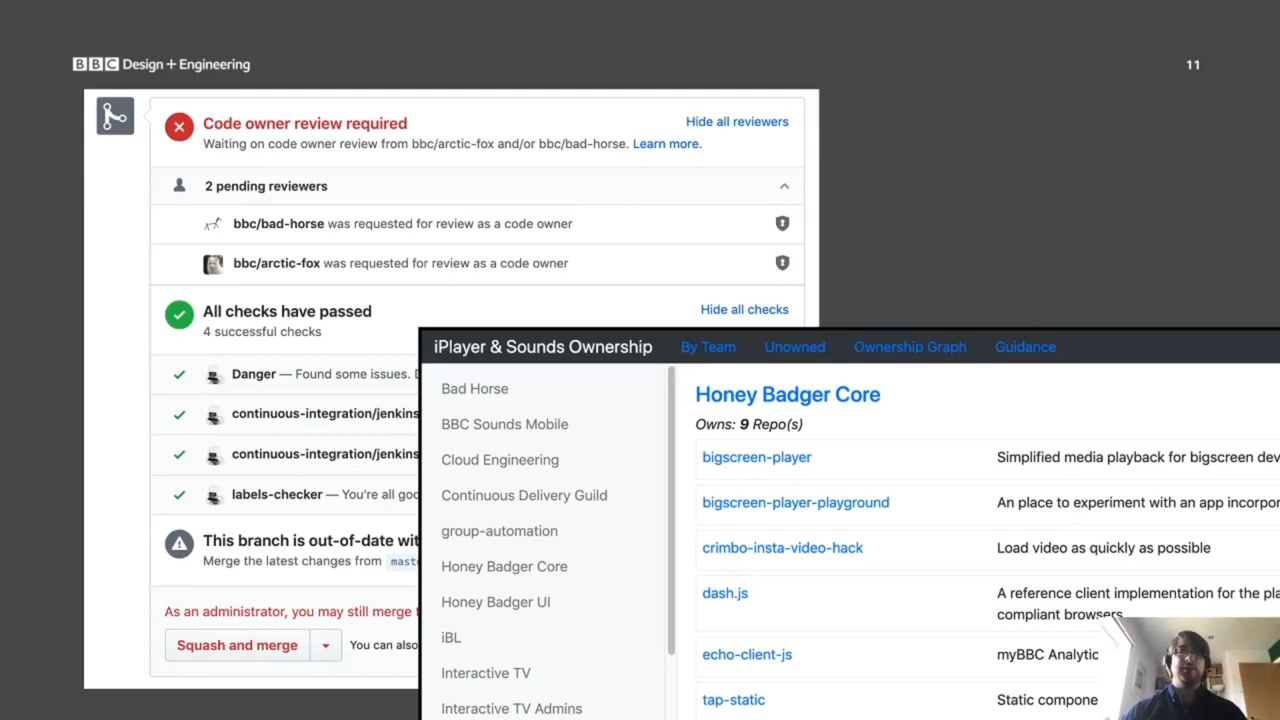 BBC Design + Engineering
11
Code owner review required
Hide all reviewers
Waiting on code owner review from bbc/arctic-fox and/or bbc/bad-horse. Learn more.
2 pending reviewers
bbc/bad-horse was requested for review as a code owner
bbc/arctic-fox was requested for review as a code owner
All checks have passed
Hide all checks
4 successful checks
Danger — Found some issues.
continuous-integration/jenkins
continuous-integration/jenkins
labels-checker — You're all goo
This branch is out-of-date wit
Merge the latest changes from mast
As an administrator, you may still merge
Squash and merge
You can also
iPlayer & Sounds Ownership
By Team
Unowned
Ownership Graph
Guidance
Bad Horse
BBC Sounds Mobile
Cloud Engineering
Continuous Delivery Guild
group-automation
Honey Badger Core
Honey Badger UI
iBL
Interactive TV
Interactive TV Admins
Honey Badger Core
Owns: 9 Repo(s)
bigscreen-player
Simplified media playback for bigscreen dev
bigscreen-player-playground
An place to experiment with an app incorpor
crimbo-insta-video-hack
Load video as quickly as possible
dash.js
A reference client implementation for the pla
compliant browsers
echo-client-js
myBBC Analytic
tap-static
Static compone